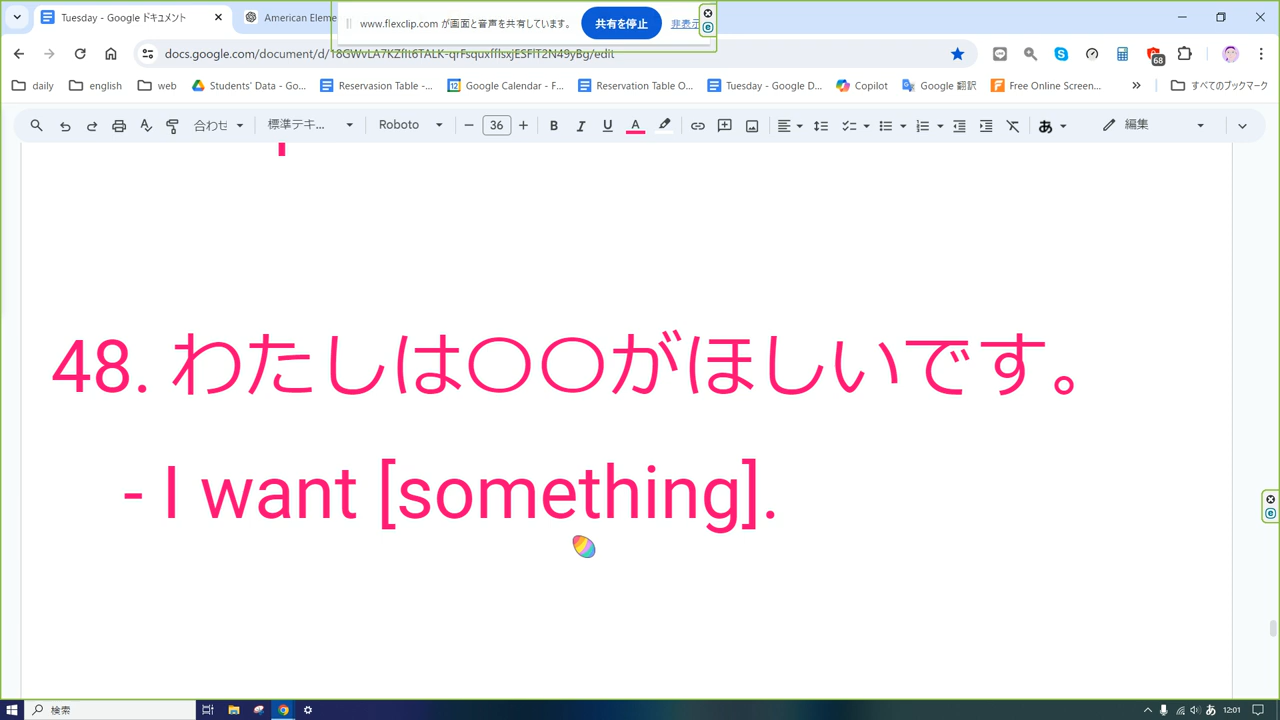 Tuesday - Google ドキュメント
American Eleme
www.flexclip.com が画面と音声を共有しています。
共有を停止
非表示
docs.google.com/document/d/18GWvLA7KZfIt6TALK-qrFsquxfflsxjESFlT2N49yBg/edit
68
daily
english
web
Students' Data - Go...
Reservasion Table -...
Google Calendar - F...
Reservation Table O...
Tuesday - Google D...
Copilot
Google 翻訳
Free Online Screen...
すべてのブックマーク
合わせ
標準テキ...
Roboto
36
B I U A
あ
編集
48. わたしは〇〇がほしいです。
- I want [something].
検索
あ
12:01